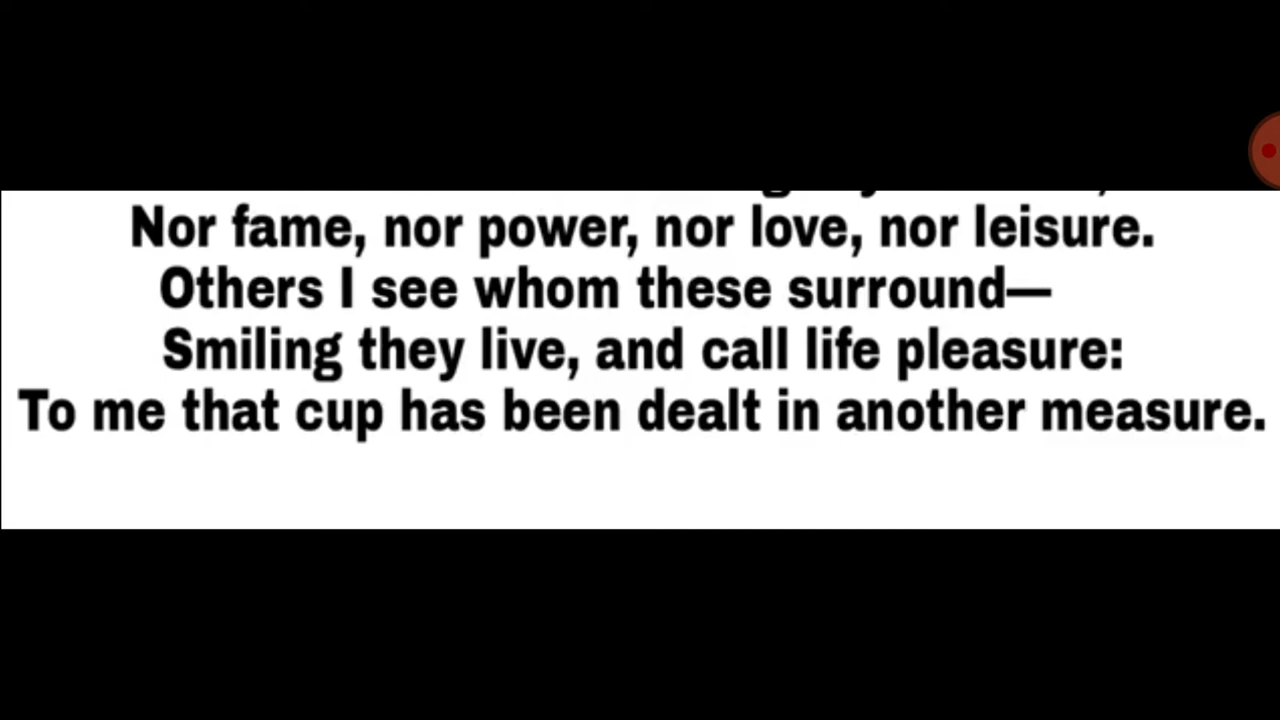 Nor fame, nor power, nor love, nor leisure.
Others I see whom these surround—
Smiling they live, and call life pleasure:
To me that cup has been dealt in another measure.